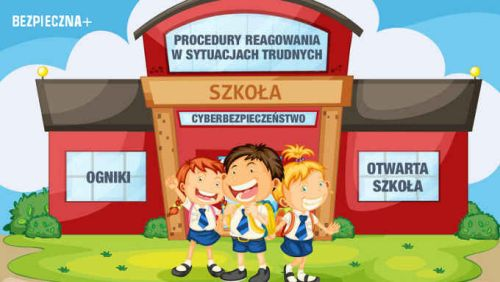 BEZPIECZNA+
PROCEDURY REAGOWANIA
W SYTUACJACH TRUDNYCH
SZKOŁA
CYBERBEZPIECZEŃSTWO
OGNIKI
OTWARTA
SZKOŁA